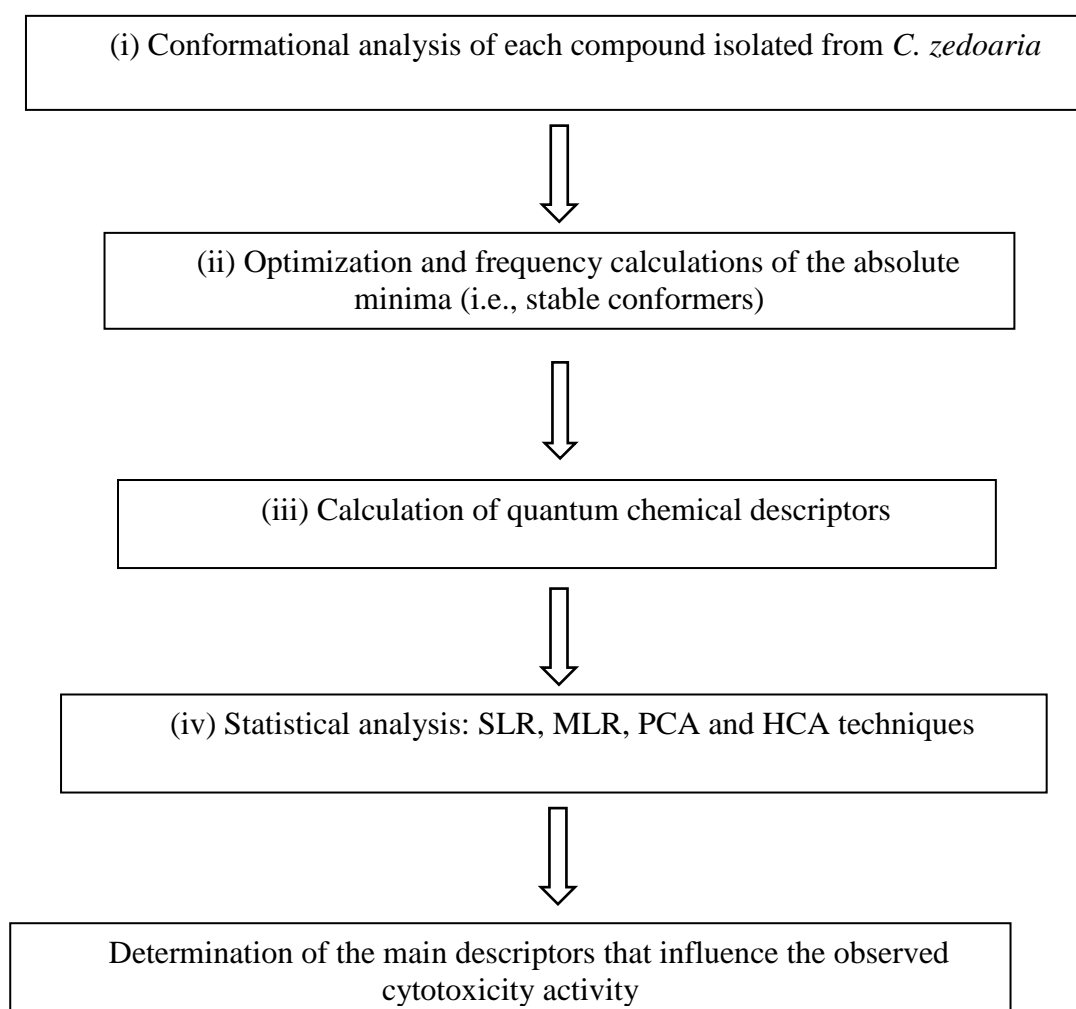 (i) Conformational analysis of each compound isolated from C. zedoaria
(ii) Optimization and frequency calculations of the absolute
minima (i.e., stable conformers)
(iii) Calculation of quantum chemical descriptors
(iv) Statistical analysis: SLR, MLR, PCA and HCA techniques
Determination of the main descriptors that influence the observed
cytotoxicity activity